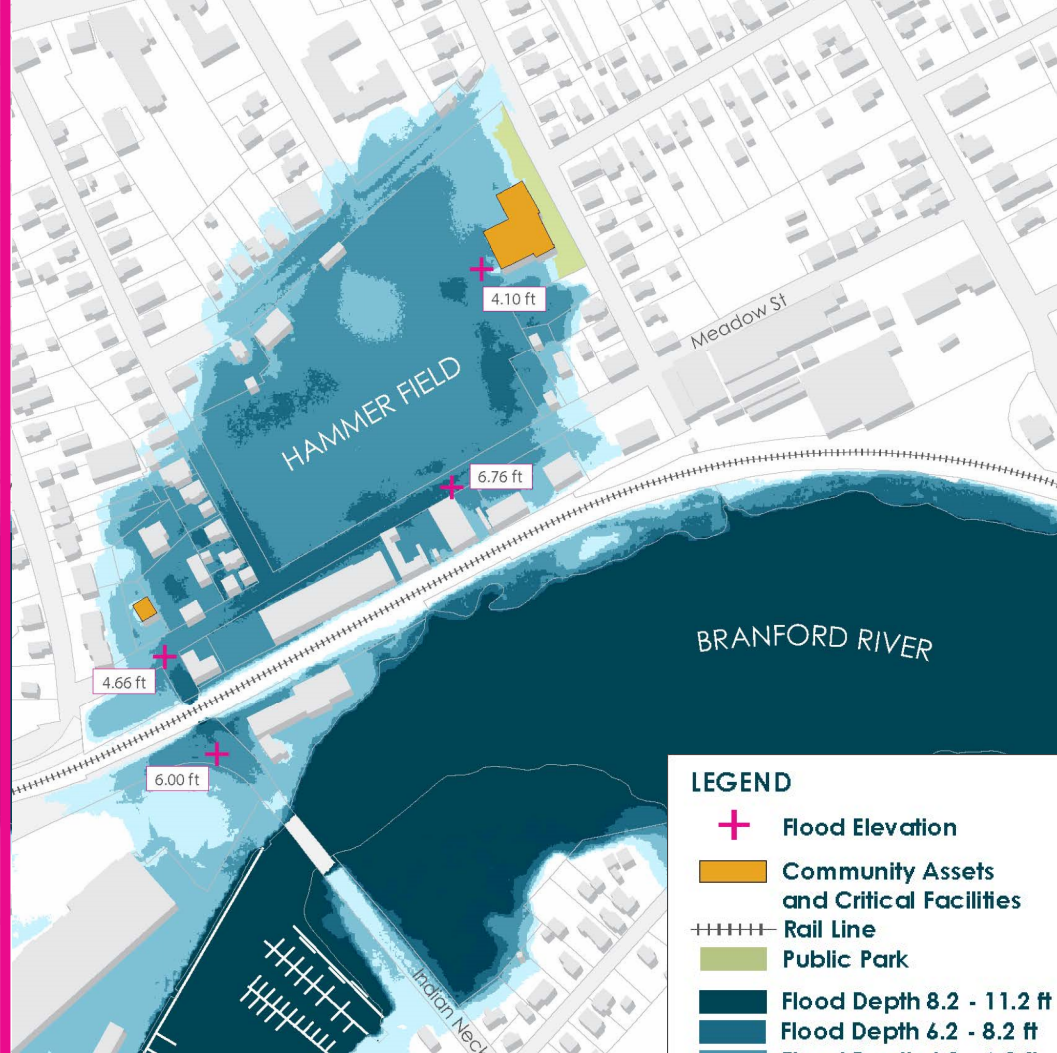 4.10 ft
Meadow St
HAMMER FIELD
6.76 ft
BRANFORD RIVER
4.66 ft
6.00 ft
Indian Neck
LEGEND
Flood Elevation
Community Assets
and Critical Facilities
Rail Line
Public Park
Flood Depth 8.2 - 11.2 ft
Flood Depth 6.2 - 8.2 ft